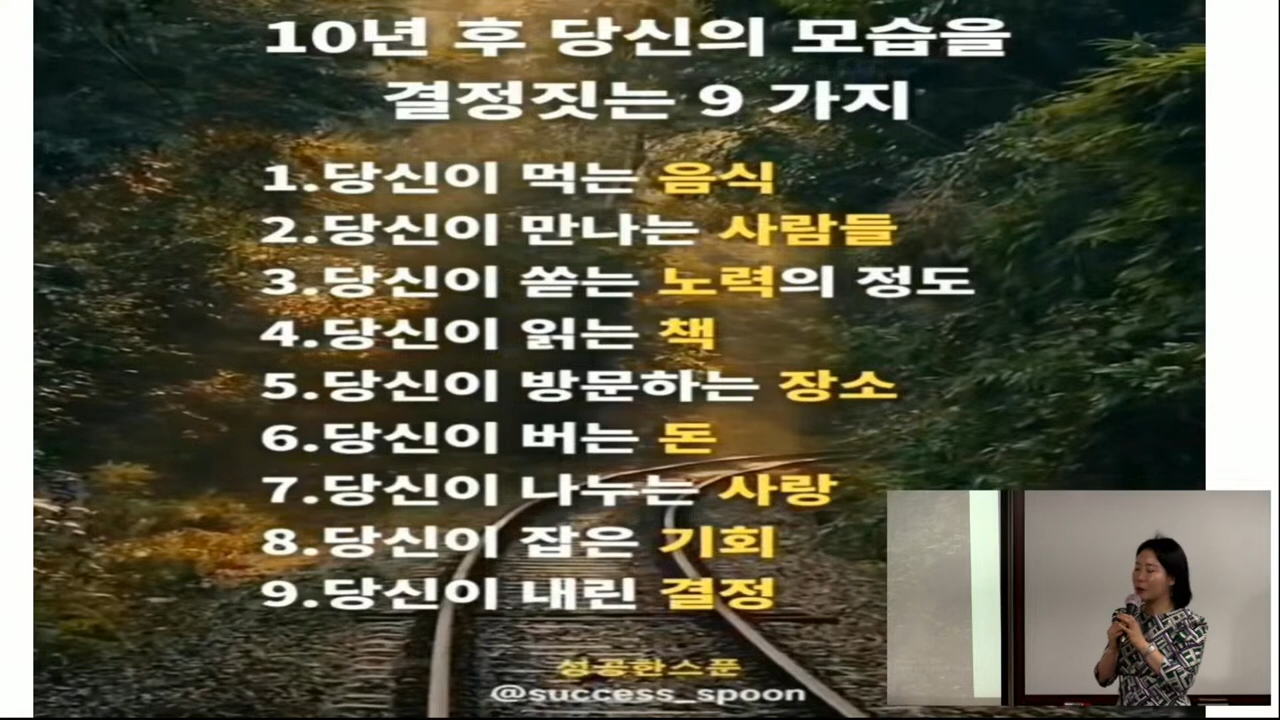 10년 후 당신의 모습을
결정짓는 9 가지
1.당신이 먹는 음식
2.당신이 만나는 사람들
3.당신이 쏟는 노력의 정도
4.당신이 읽는 책
5.당신이 방문하는 장소
6.당신이 버는 돈
7.당신이 나누는 사랑
8.당신이 잡은 기회
9.당신이 내린 결정
성공한스푼
@success_spoon